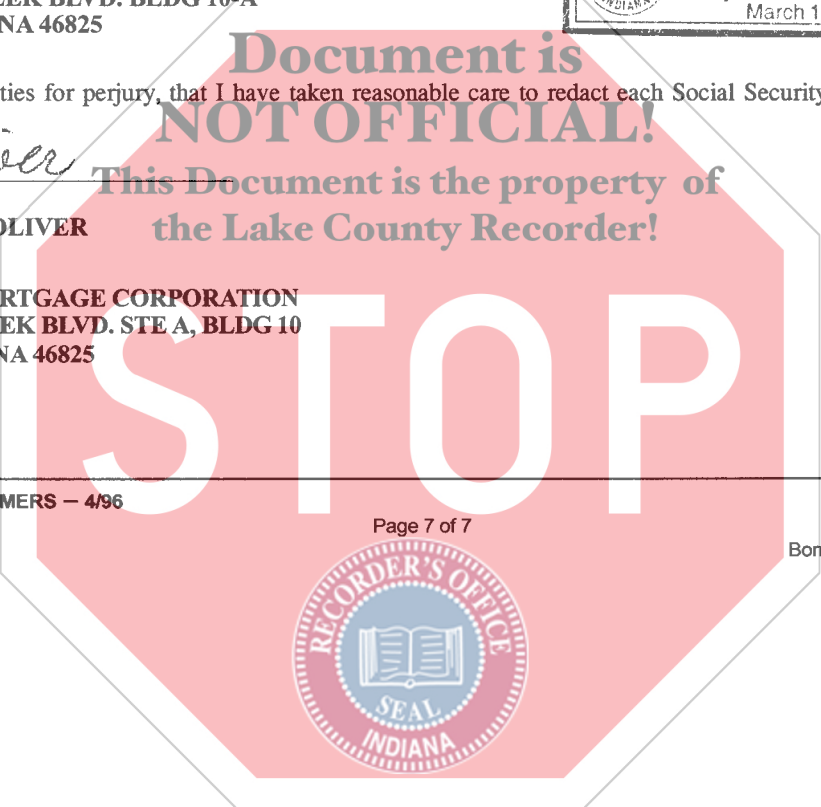 EEK BLVD. BLDG 10-A
NA 46825
INDIANA
March 1
Document is
ties for perjury, that I have taken reasonable care to redact each Social Security
NOT OFFICIAL!
This Document is the property of
OLIVER
the Lake County Recorder!
RTGAGE CORPORATION
EEK BLVD. STE A, BLDG 10
NA 46825
STOP
MERS — 4/96
Page 7 of 7
RECORDER'S OFFICE
SEAL
INDIANA